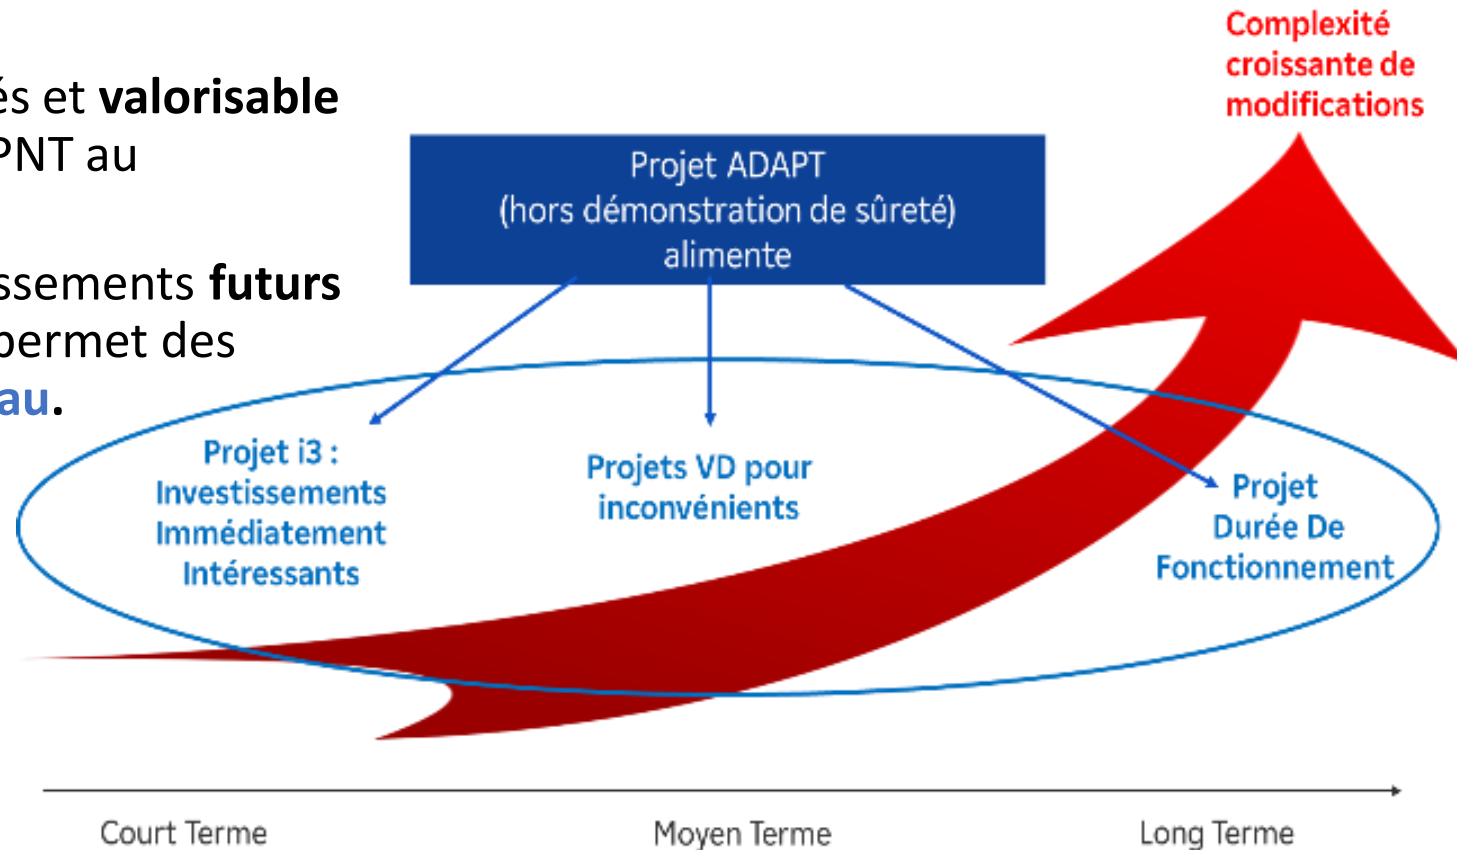 és et valorisable
PNT au
ssements futurs
permet des
au.
Complexité
croissante de
modifications
Projet ADAPT
(hors démonstration de sûreté)
alimente
Projet i3 :
Investissements
Immédiatement
Intéressants
Projets VD pour
inconvénients
Projet
Durée De
Fonctionnement
Court Terme
Moyen Terme
Long Terme